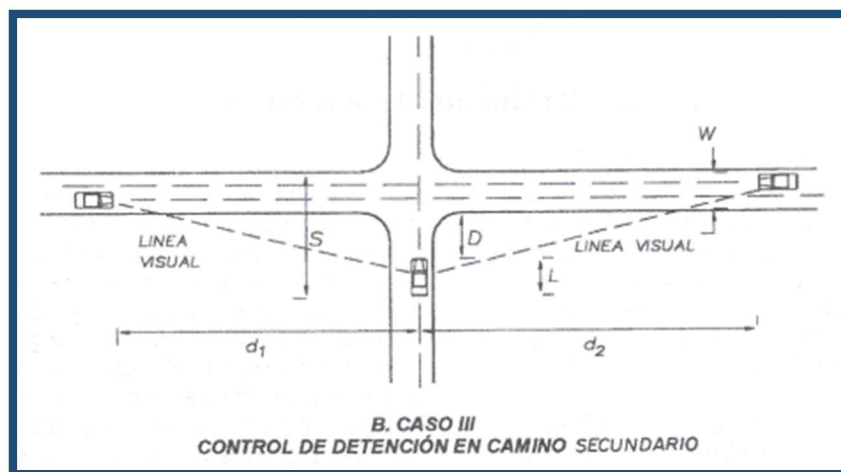 W
S
D
LINEA
VISUAL
LINEA VISUAL
L
d1
d2
B. CASO III
CONTROL DE DETENCIÓN EN CAMINO SECUNDARIO